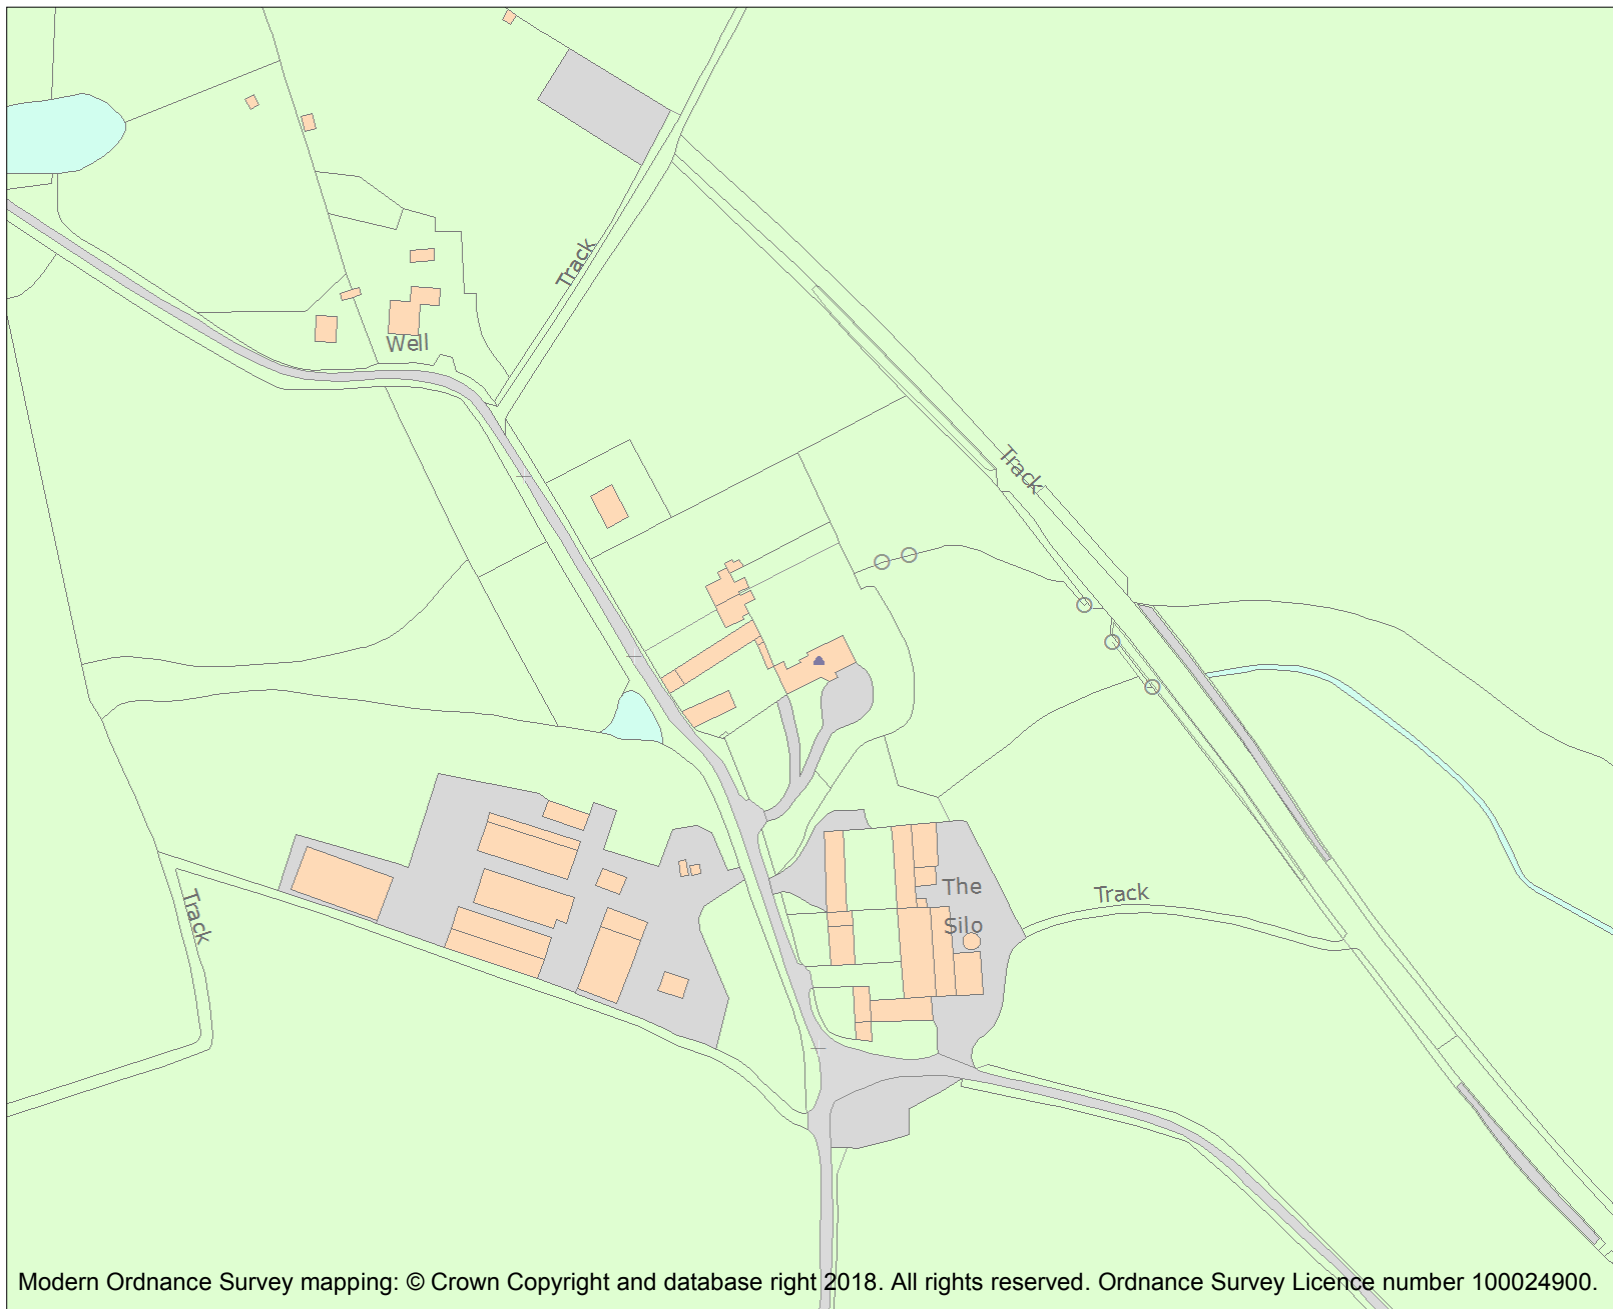 Track
Well
Track
The
Silo
Track
Track
Modern Ordnance Survey mapping: © Crown Copyright and database right 2018. All rights reserved. Ordnance Survey Licence number 100024900.